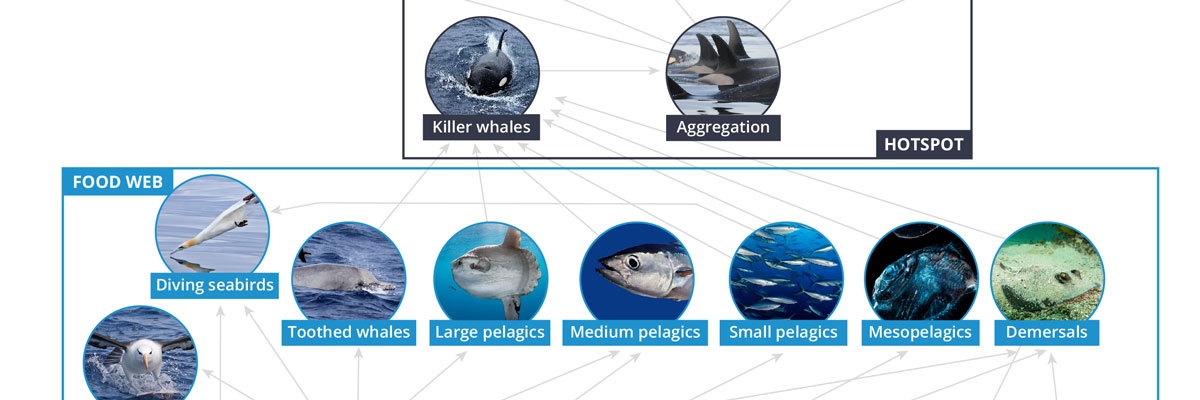 Killer whales
Aggregation
HOTSPOT
FOOD WEB
Diving seabirds
Toothed whales
Large pelagics
Medium pelagics
Small pelagics
Mesopelagics
Demersals